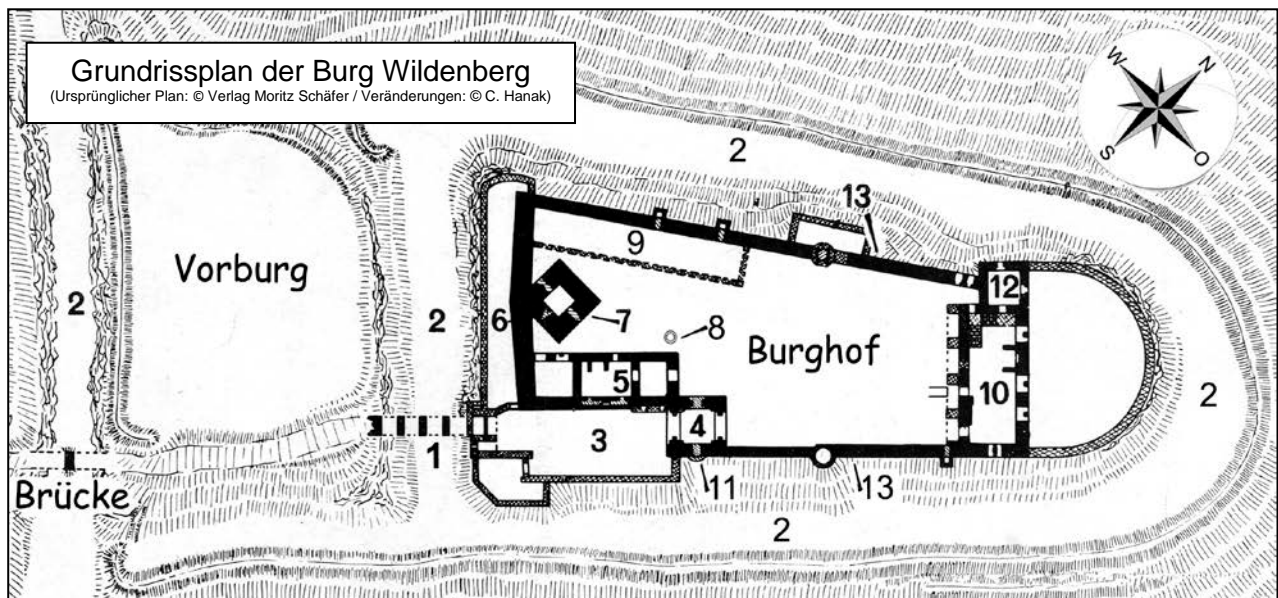 Grundrissplan der Burg Wildenberg
(Ursprünglicher Plan: © Verlag Moritz Schäfer / Veränderungen: © C. Hanak)
W N
S O
2
13
9
Vorburg
12
2
2
6
7
8
Burghof
5
10
2
3
4
1
Brücke
11
13
2